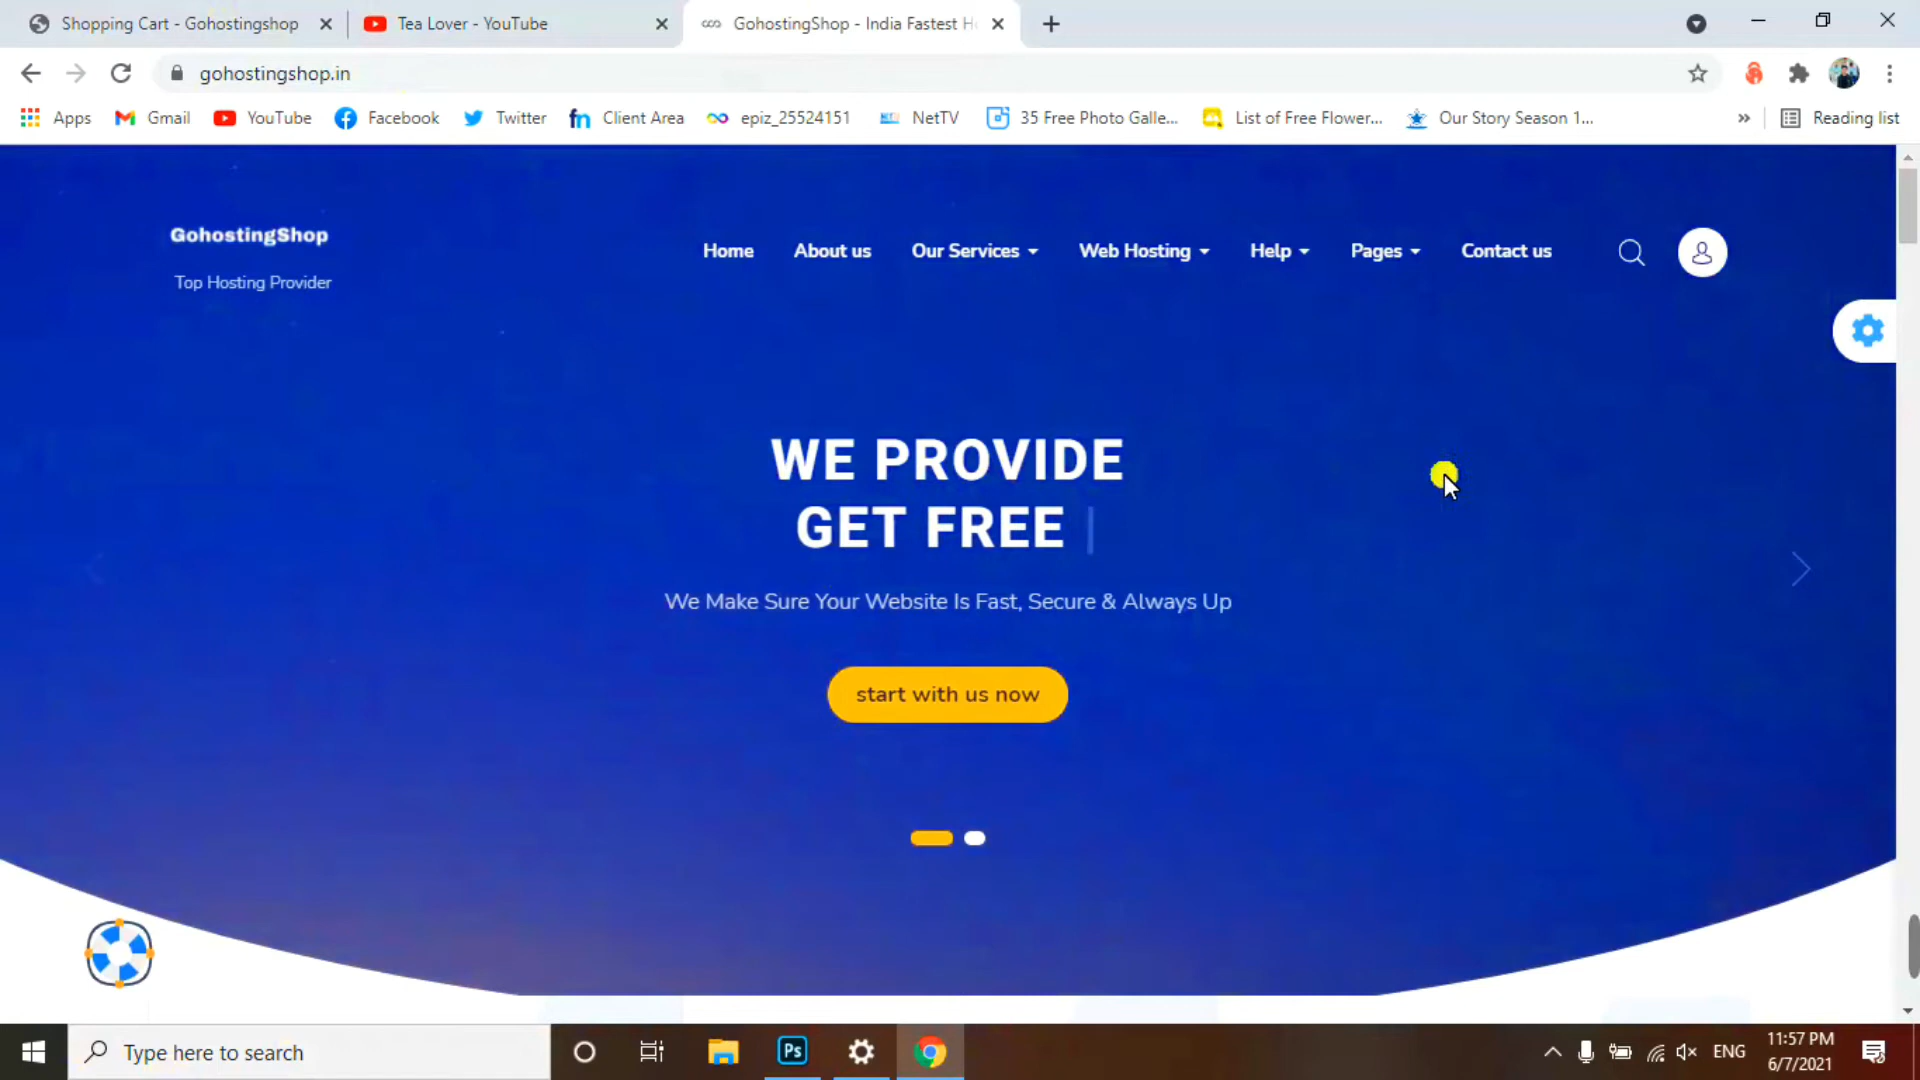 Shopping Cart - Gohostingshop
Tea Lover - YouTube
GohostingShop - India Fastest H
gohostingshop.in
Apps
Gmail
YouTube
Facebook
Twitter
fn
Client Area
epiz_25524151
NetTV
35 Free Photo Galle...
List of Free Flower...
Our Story Season 1...
»
Reading list
GohostingShop
Top Hosting Provider
Home
About us
Our Services
Web Hosting
Help
Pages
Contact us
WE PROVIDE
GET FREE |
We Make Sure Your Website Is Fast, Secure & Always Up
start with us now
Type here to search
Ps
ENG
11:57 PM
6/7/2021